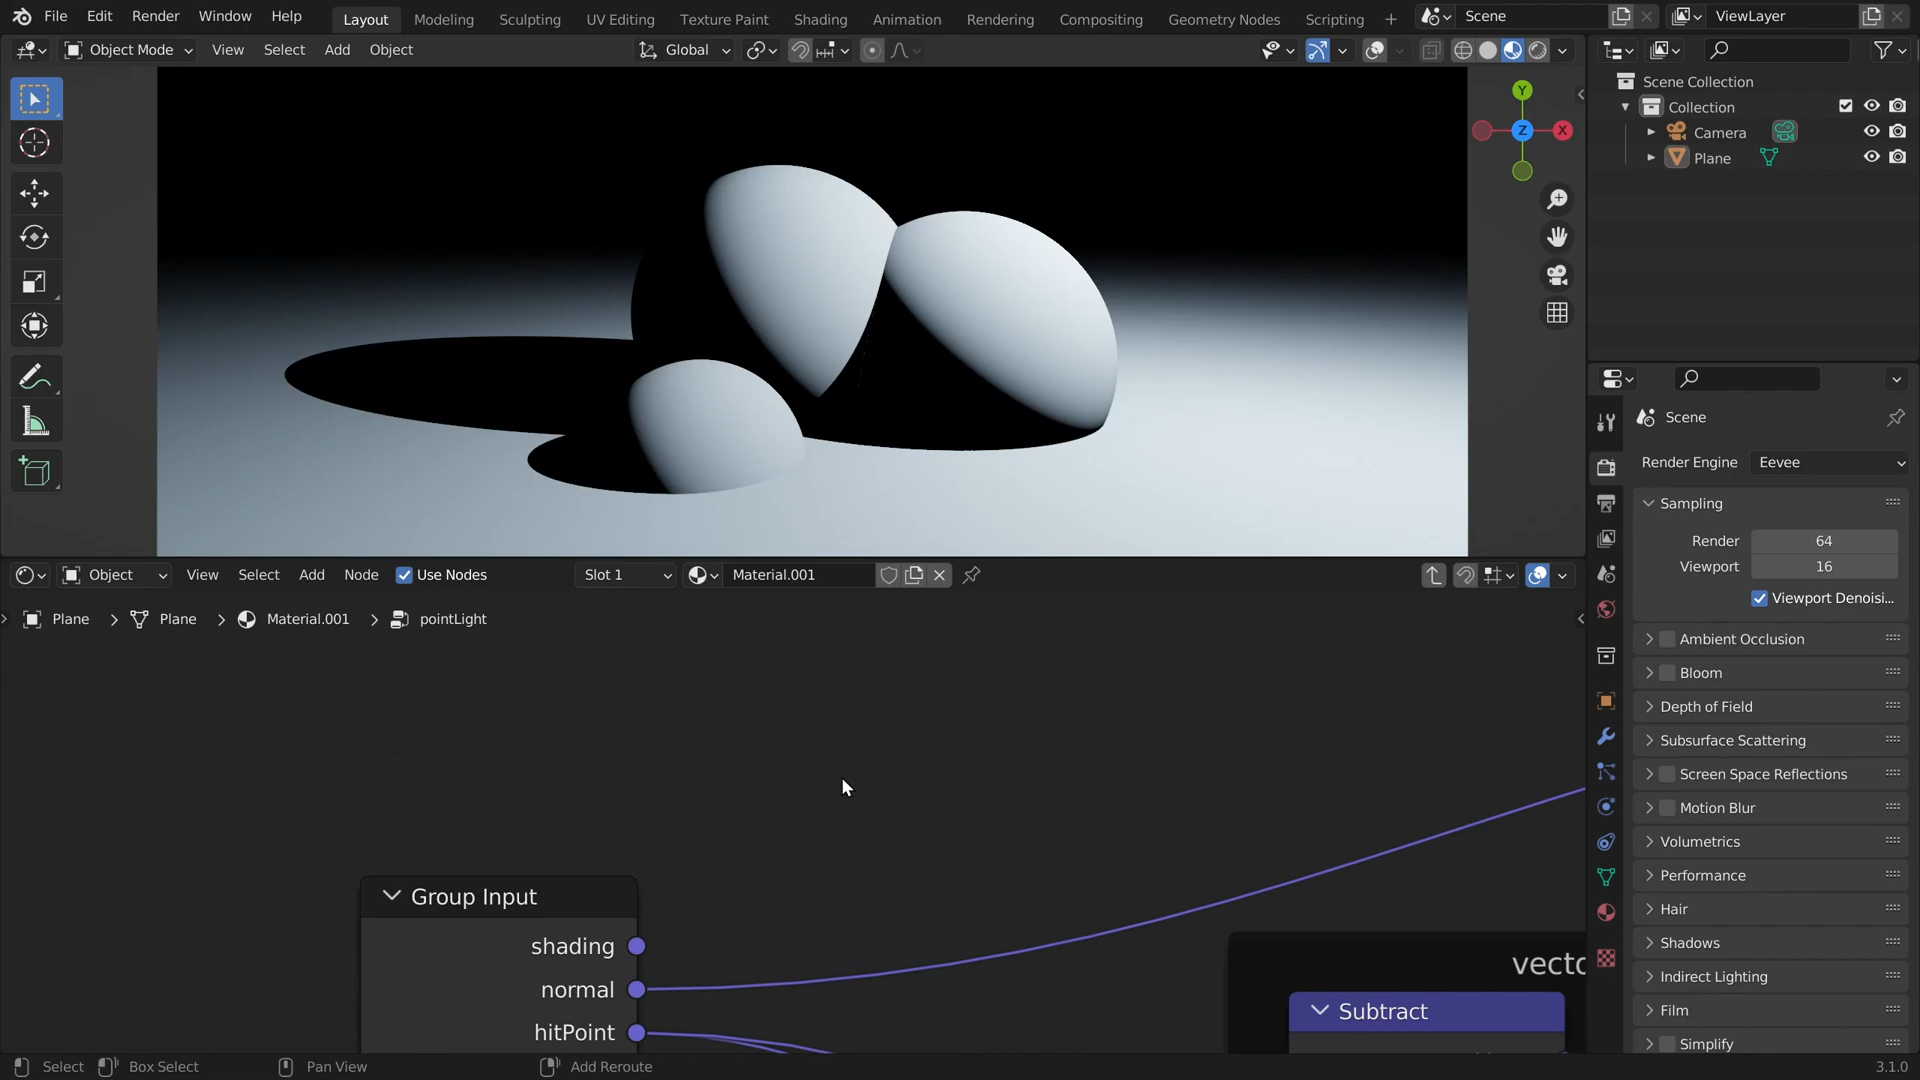 File Edit Render Window Help Layout Modeling Sculpting UV Editing Texture Paint Shading Animation Rendering Compositing Geometry Nodes Scripting + Scene ViewLayer
Object Mode View Select Add Object Global
Scene Collection
Collection
Camera
Plane
Y
Z X
Scene
Render Engine Eevee
Sampling
Render 64
Viewport 16
Viewport Denoisi...
Ambient Occlusion
Bloom
Depth of Field
Subsurface Scattering
Screen Space Reflections
Motion Blur
Volumetrics
Performance
Hair
Shadows
Indirect Lighting
Film
Simplify
Object View Select Add Node Use Nodes Slot 1 Material.001
Plane > Plane > Material.001 > pointLight
Group Input
shading
normal
hitPoint
Subtract
Select Box Select Pan View Add Reroute 3.1.0